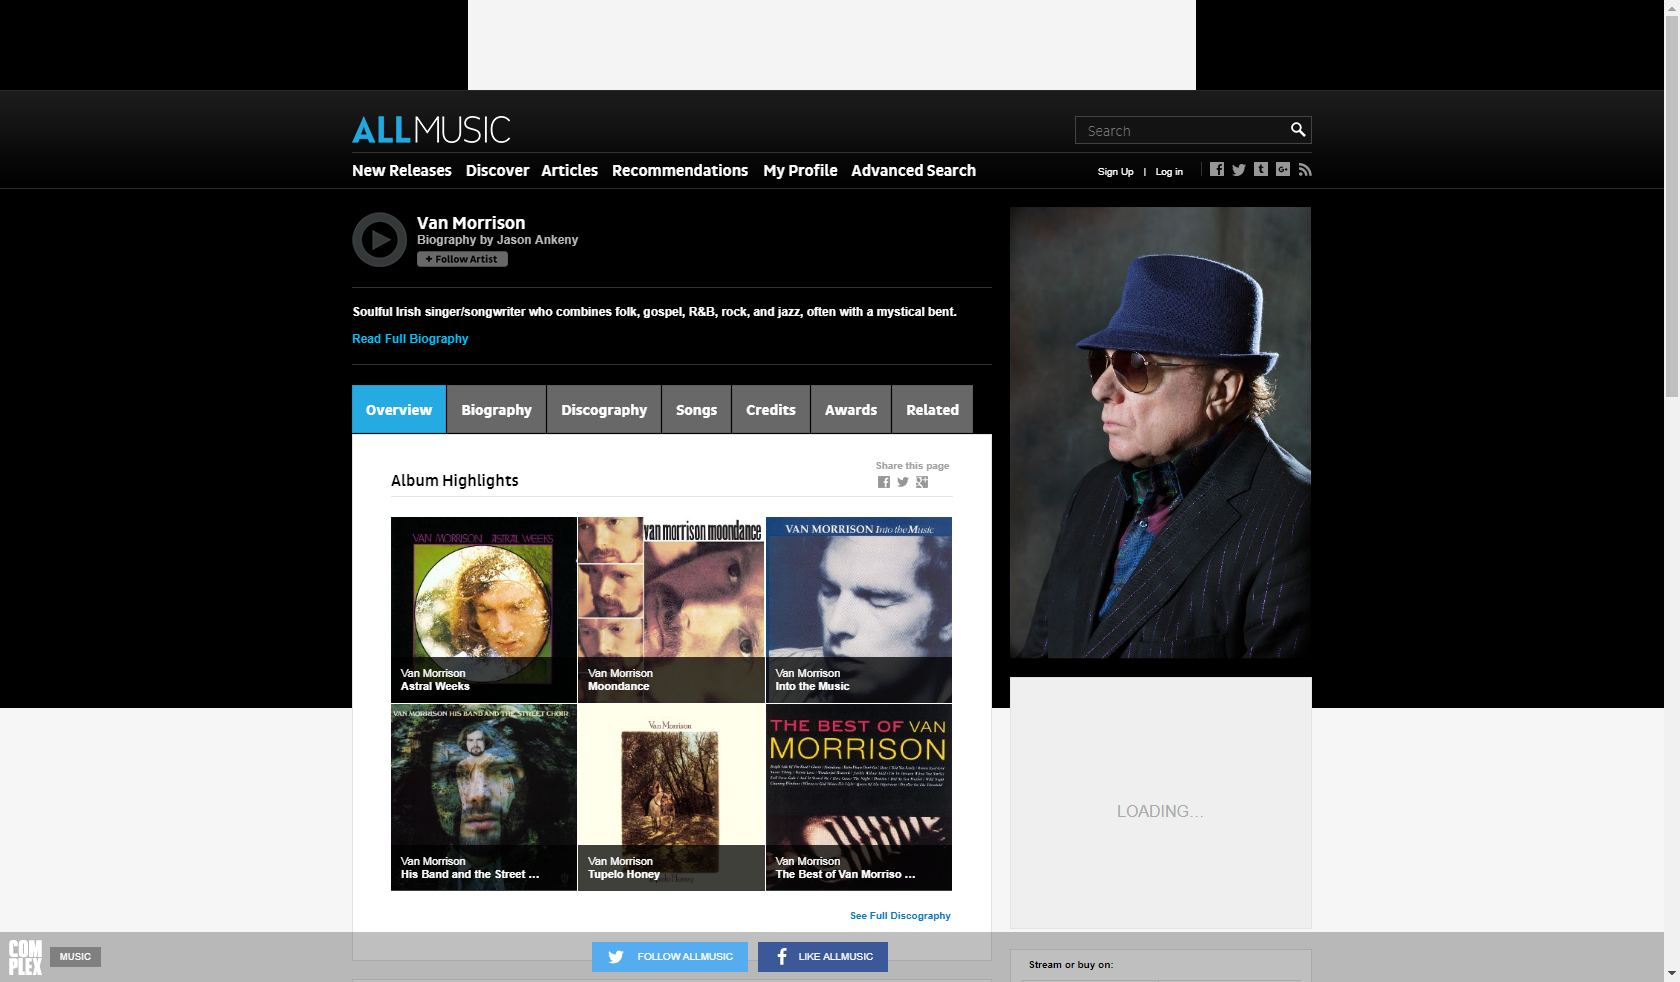 ALLMUSIC
Search
New Releases Discover Articles Recommendations My Profile Advanced Search
Sign Up | Log in
Van Morrison
Biography by Jason Ankeny
+ Follow Artist
Soulful Irish singer/songwriter who combines folk, gospel, R&B, rock, and jazz, often with a mystical bent.
Read Full Biography
Overview Biography Discography Songs Credits Awards Related
Share this page
Album Highlights
VAN MORRISON ASTRAL WEEKS
Van Morrison
Astral Weeks
van morrison moondance
Van Morrison
Moondance
VAN MORRISON Into the Music
Van Morrison
Into the Music
VAN MORRISON HIS BAND AND THE STREET CHOIR
Van Morrison
His Band and the Street ...
Van Morrison
Van Morrison
Tupelo Honey
Tupelo Honey
THE BEST OF VAN
MORRISON
Van Morrison
The Best of Van Morriso ...
See Full Discography
LOADING...
Stream or buy on:
COM
PLEX
MUSIC
FOLLOW ALLMUSIC
LIKE ALLMUSIC